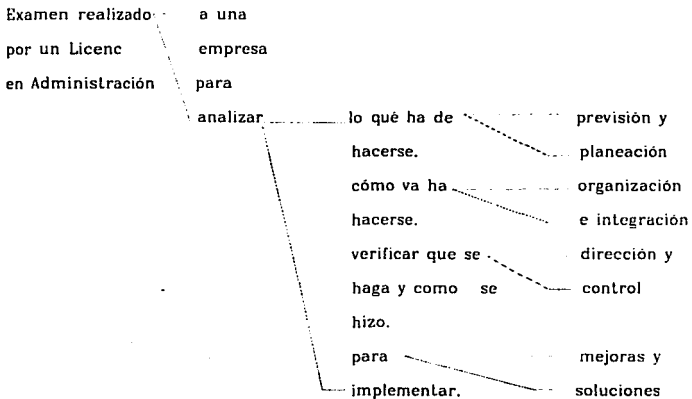 Examen realizado a una
por un Licenc empresa
en Administración para
analizar lo qué ha de previsión y
hacerse. planeación
cómo va ha organización
hacerse. e integración
verificar que se dirección y
haga y como se control
hizo.
para mejoras y
implementar. soluciones